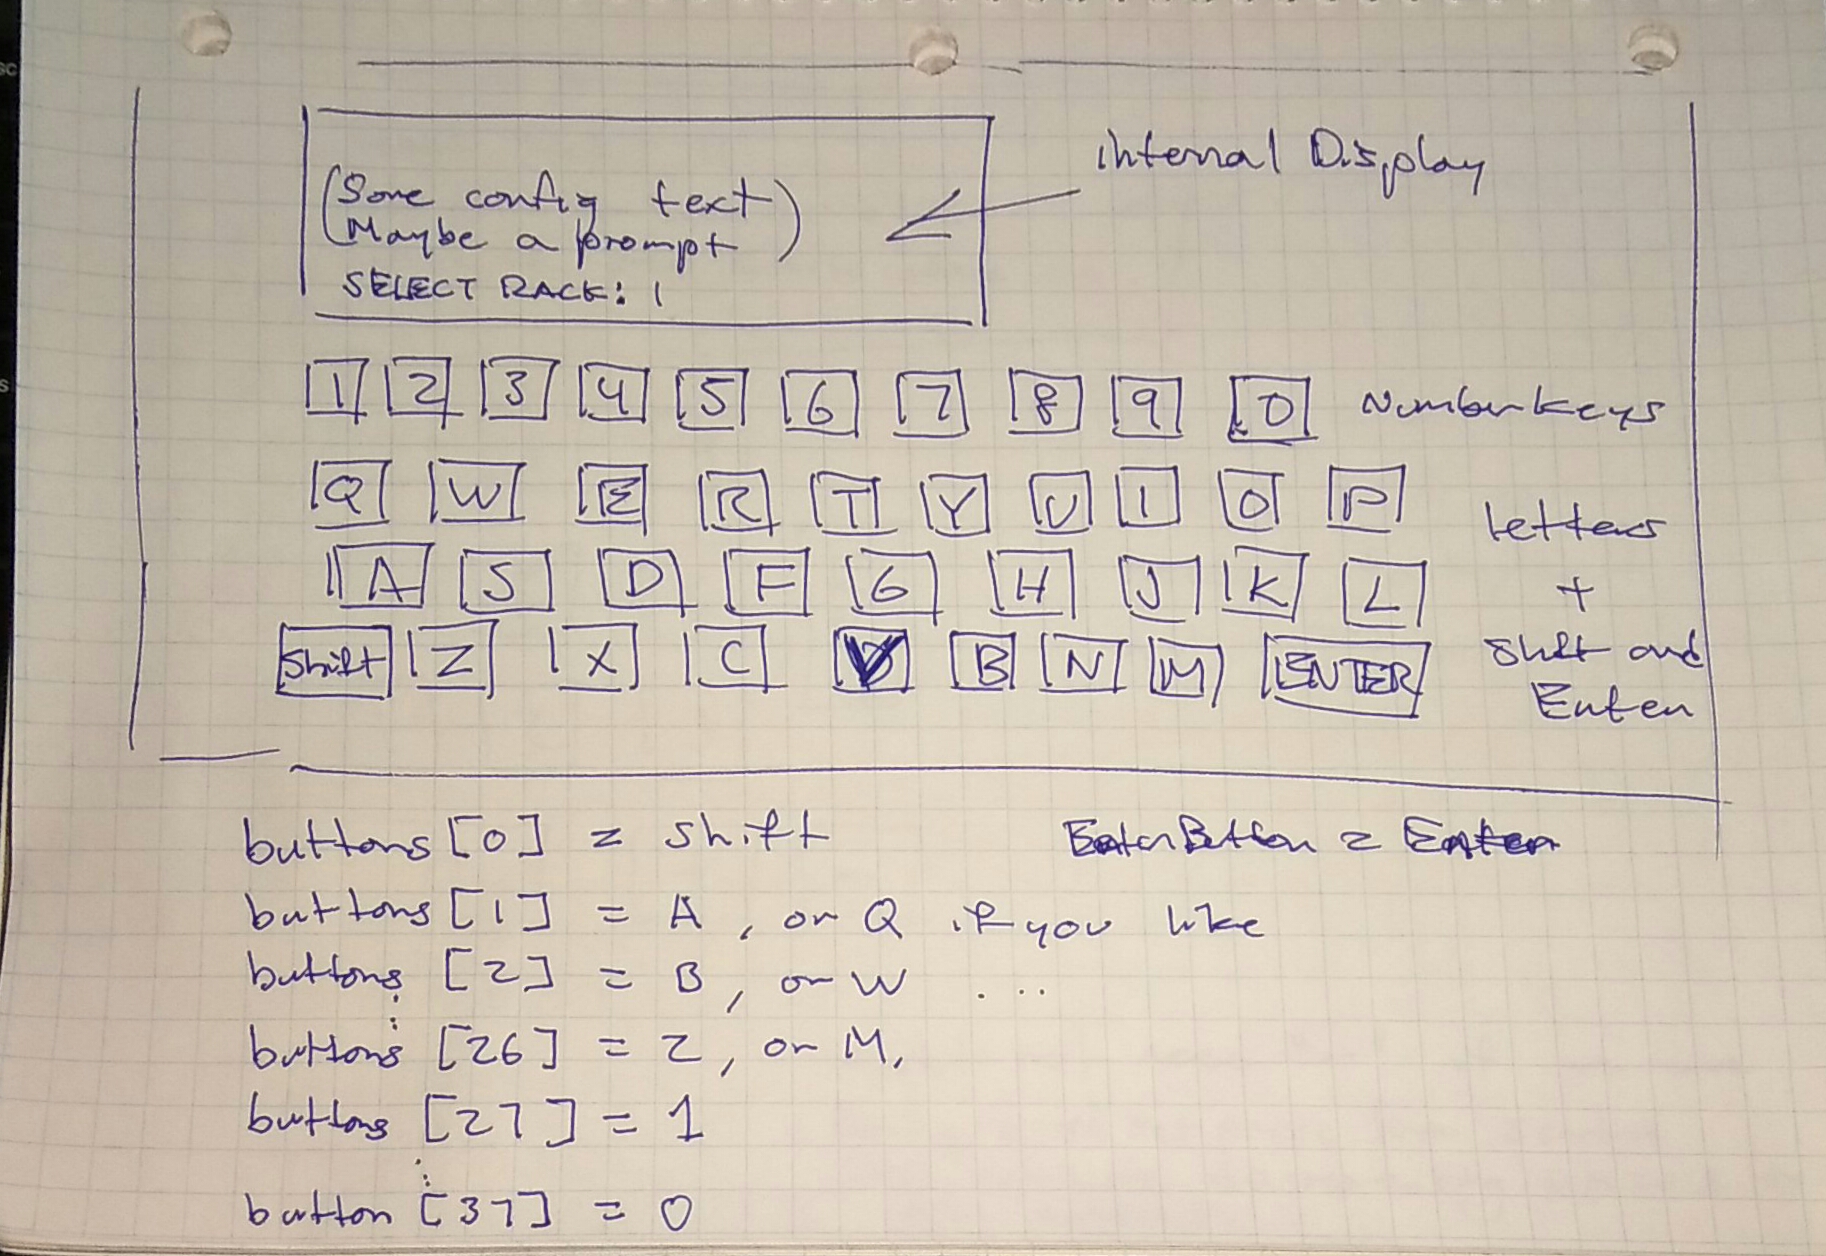 internal Display
(Some config text)
(Maybe a prompt)
SELECT RACK: 1
1 2 3 4 5 6 7 8 9 0 Number keys
Q W E R T Y U I O P
letters
A S D F G H J K L +
Shift Z X C V B N M ENTER Shift and
Enter
buttons [0] = shift EnterButton = Enter
buttons [1] = A, or Q if you like
buttons [2] = B, or W ...
buttons [26] = Z, or M,
buttons [27] = 1
button [37] = 0